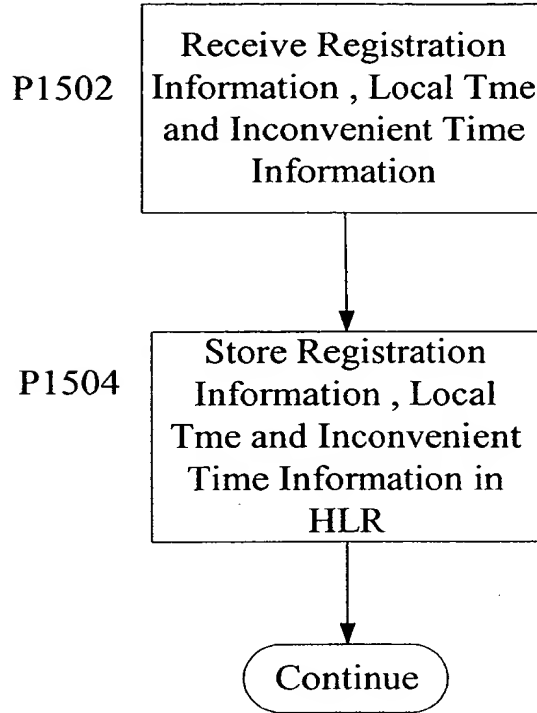 Receive Registration
P1502 Information , Local Tme
and Inconvenient Time
Information
Store Registration
P1504 Information , Local
Tme and Inconvenient
Time Information in
HLR
Continue